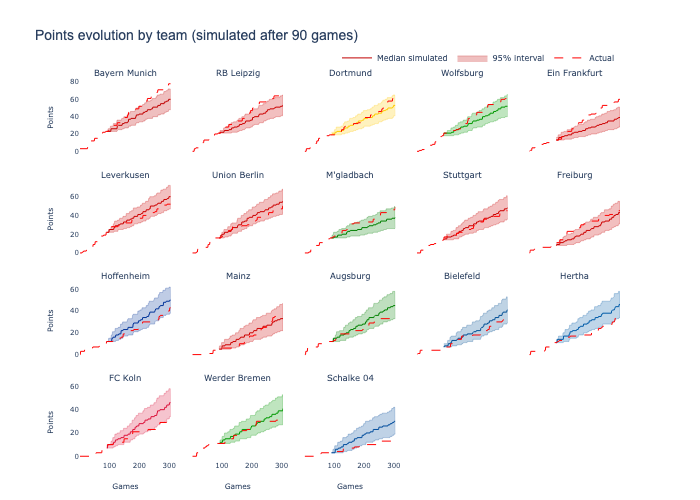 Points evolution by team (simulated after 90 games)
Median simulated 95% interval Actual
Bayern Munich RB Leipzig Dortmund Wolfsburg Ein Frankfurt
80
60
40
20
0
Points
Leverkusen Union Berlin M'gladbach Stuttgart Freiburg
60
40
20
0
Points
Hoffenheim Mainz Augsburg Bielefeld Hertha
60
40
20
0
Points
FC Koln Werder Bremen Schalke 04
60
40
20
0
Points
100 200 300 100 200 300 100 200 300
Games Games Games